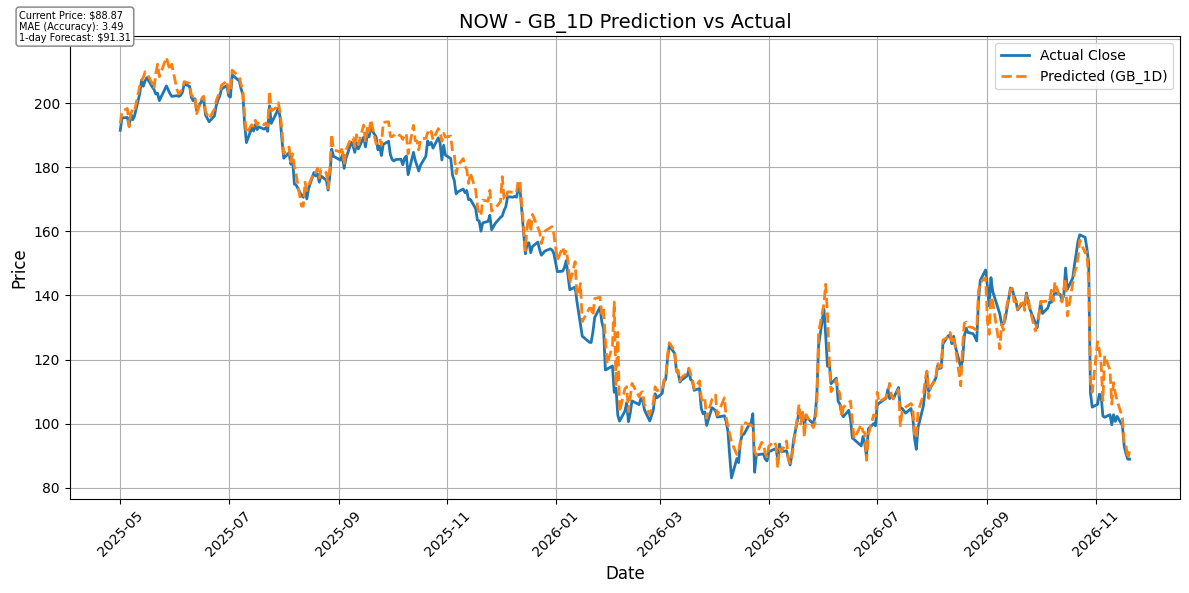 Current Price: $88.87
MAE (Accuracy): 3.49
1-day Forecast: $91.31
NOW - GB_1D Prediction vs Actual
Actual Close
Predicted (GB_1D)
Price
200
180
160
140
120
100
80
2025-05
2025-07
2025-09
2025-11
2026-01
2026-03
2026-05
2026-07
2026-09
2026-11
Date